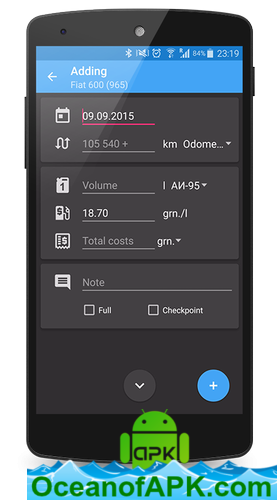 84% 23:19
Adding
Fiat 600 (965)
09.09.2015
105 540 + km Odome...
Volume l АИ-95
18.70 grn./l
Total costs grn.
Note
Full Checkpoint
apk
OceanofAPK.com